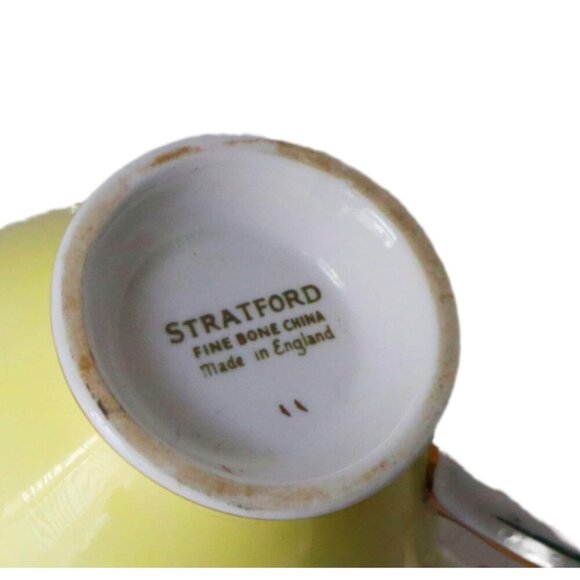 STRATFORD
FINE BONE CHINA
Made in England